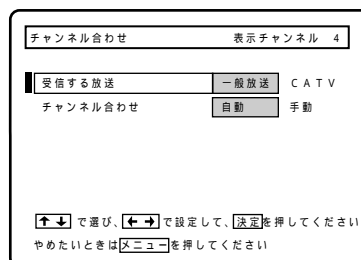 チャンネル合わせ 表示チャンネル 4
受信する放送 一般放送 CATV
チャンネル合わせ 自動 手動
↑↓で選び、←→で設定して、決定を押してください
やめたいときはメニューを押してください